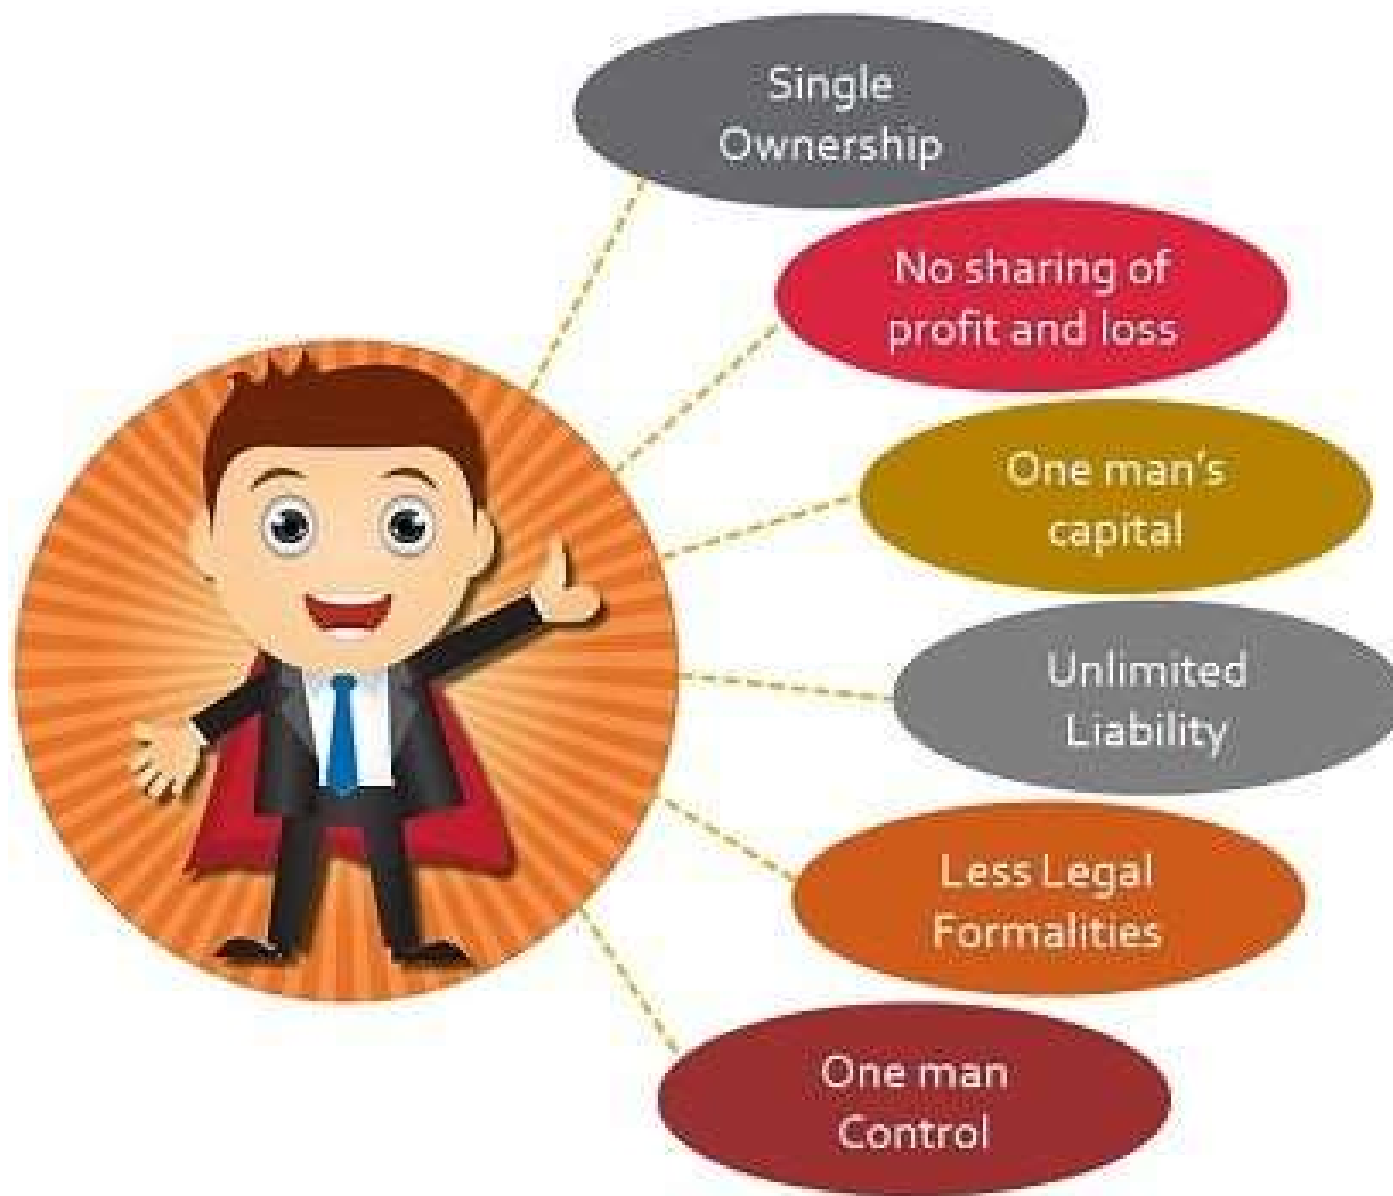 Single
Ownership
No sharing of
profit and loss
One man's
capital
Unlimited
Liability
Less Legal
Formalities
One man
Control